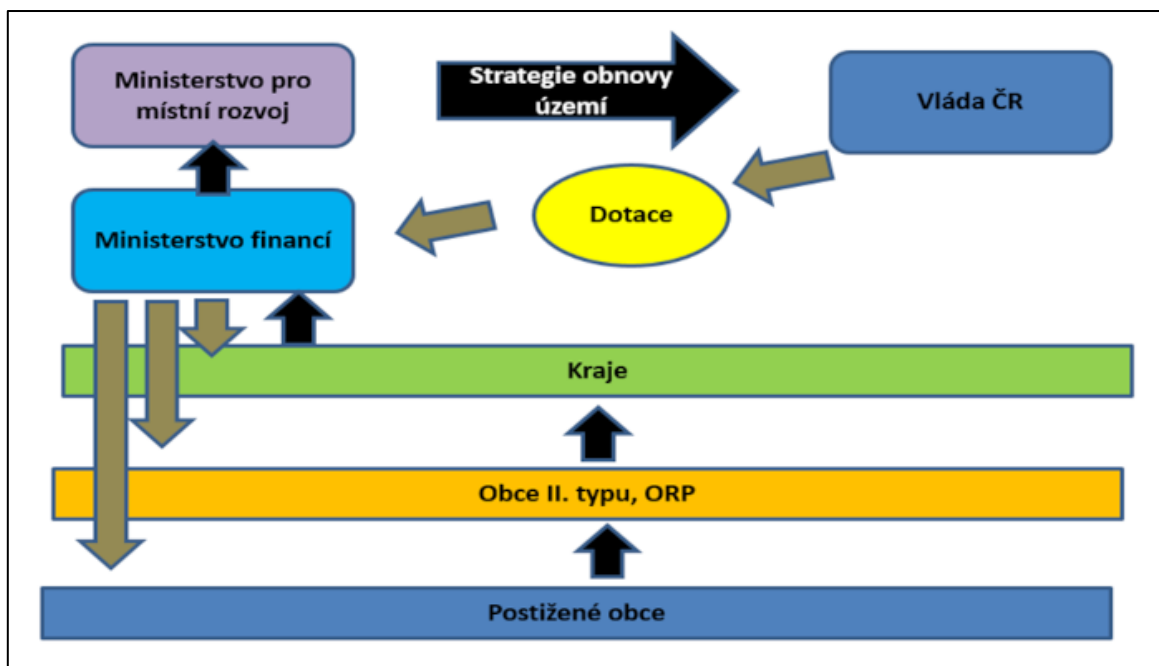 Ministerstvo pro
místní rozvoj
Strategie obnovy
území
Vláda ČR
Dotace
Ministerstvo financí
Kraje
Obce II. typu, ORP
Postižené obce